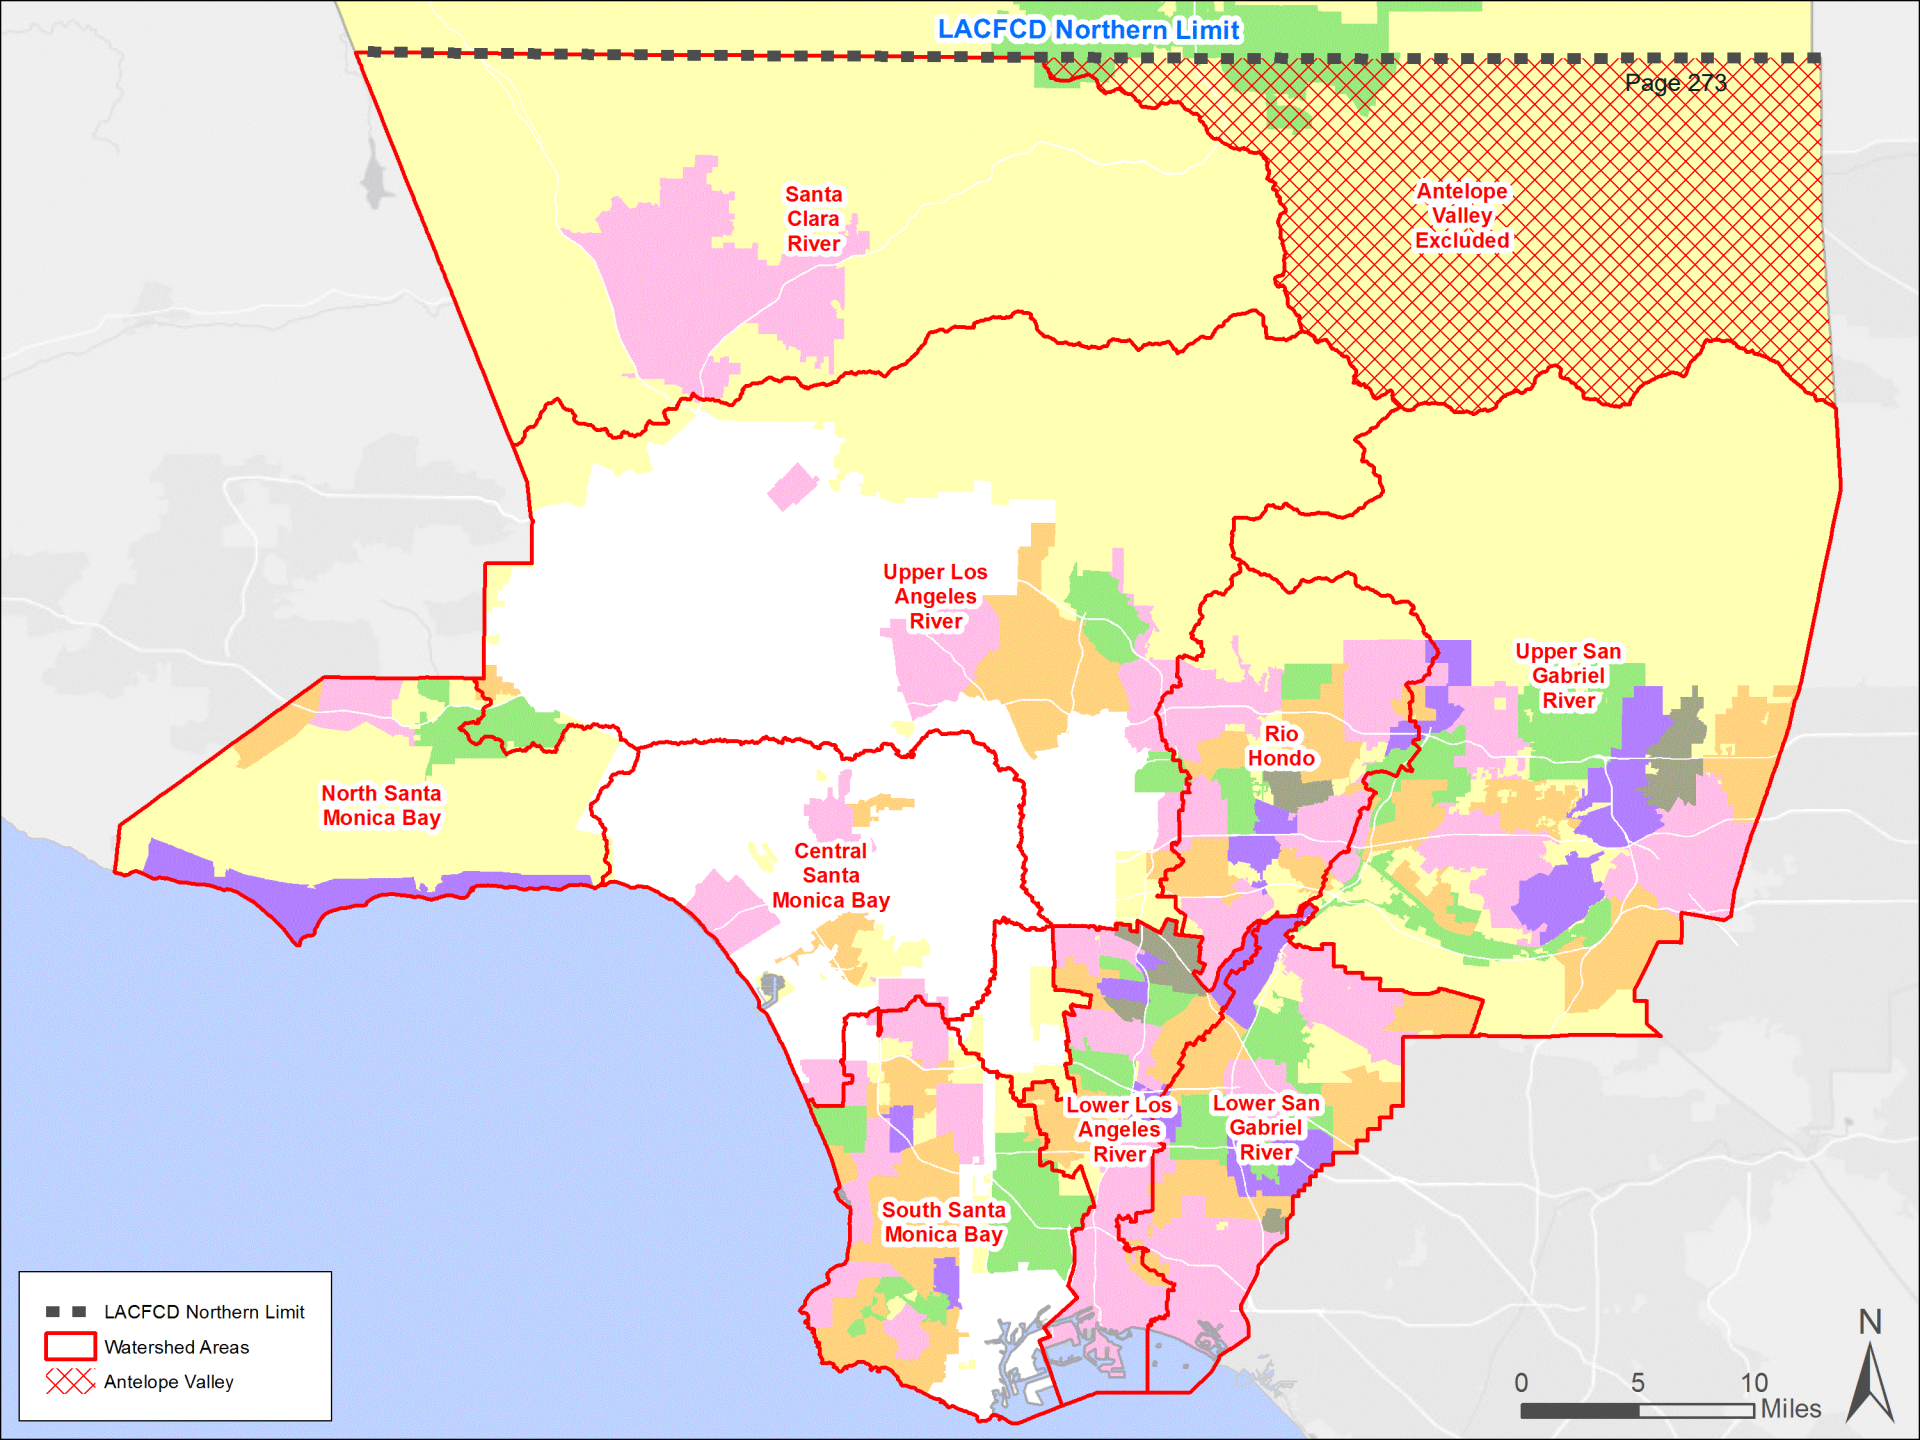 LACFCD Northern Limit
Page 273
Santa
Clara
River
Antelope
Valley
Excluded
Upper Los
Angeles
River
Upper San
Gabriel
River
Rio
Hondo
North Santa
Monica Bay
Central
Santa
Monica Bay
Lower Los
Angeles
River
Lower San
Gabriel
River
South Santa
Monica Bay
LACFCD Northern Limit
Watershed Areas
Antelope Valley
N
0 5 10
Miles